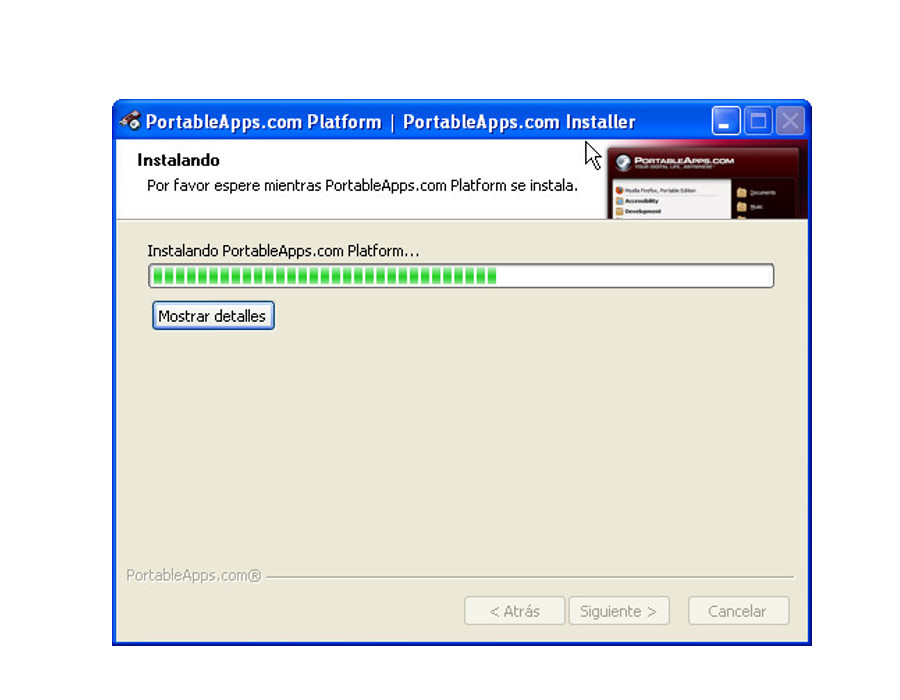 PortableApps.com Platform | PortableApps.com Installer
Instalando
Por favor espere mientras PortableApps.com Platform se instala.
PortableApps.com
YOUR DIGITAL LIFE, ANYWHERE™
Mozilla Firefox, Portable Edition
Accessibility
Development
Documents
Music
Instalando PortableApps.com Platform...
Mostrar detalles
PortableApps.com®
< Atrás
Siguiente >
Cancelar